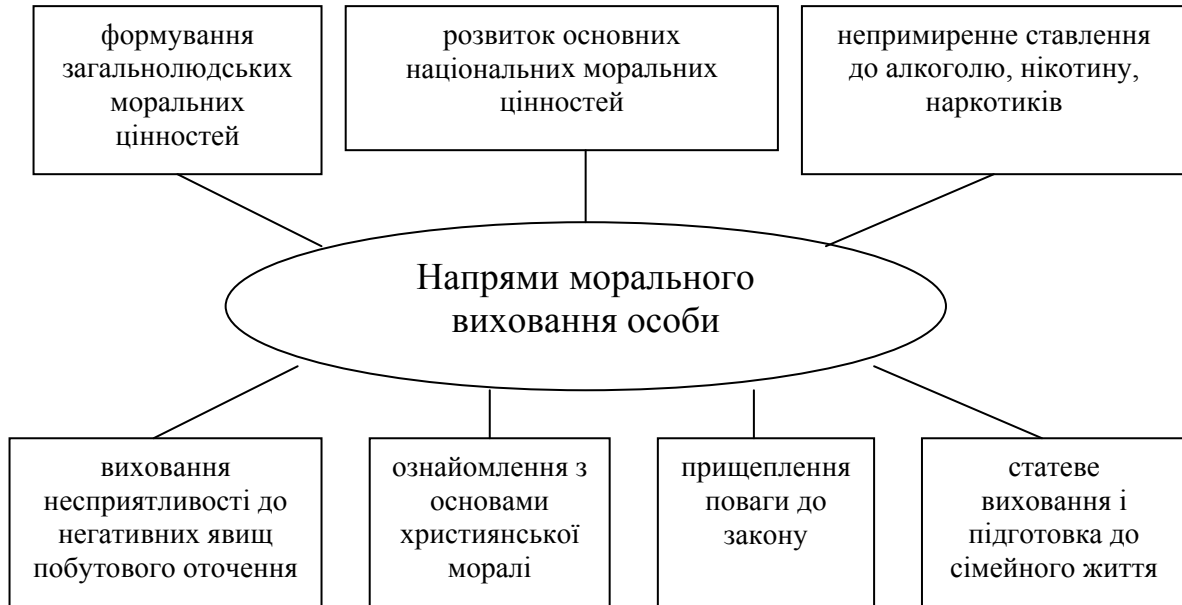 формування
загальнолюдських
моральних
цінностей
розвиток основних
національних моральних
цінностей
непримиренне ставлення
до алкоголю, нікотину,
наркотиків
Напрями морального
виховання особи
виховання
несприятливості до
негативних явищ
побутового оточення
ознайомлення з
основами
християнської
моралі
прищеплення
поваги до
закону
статеве
виховання і
підготовка до
сімейного життя